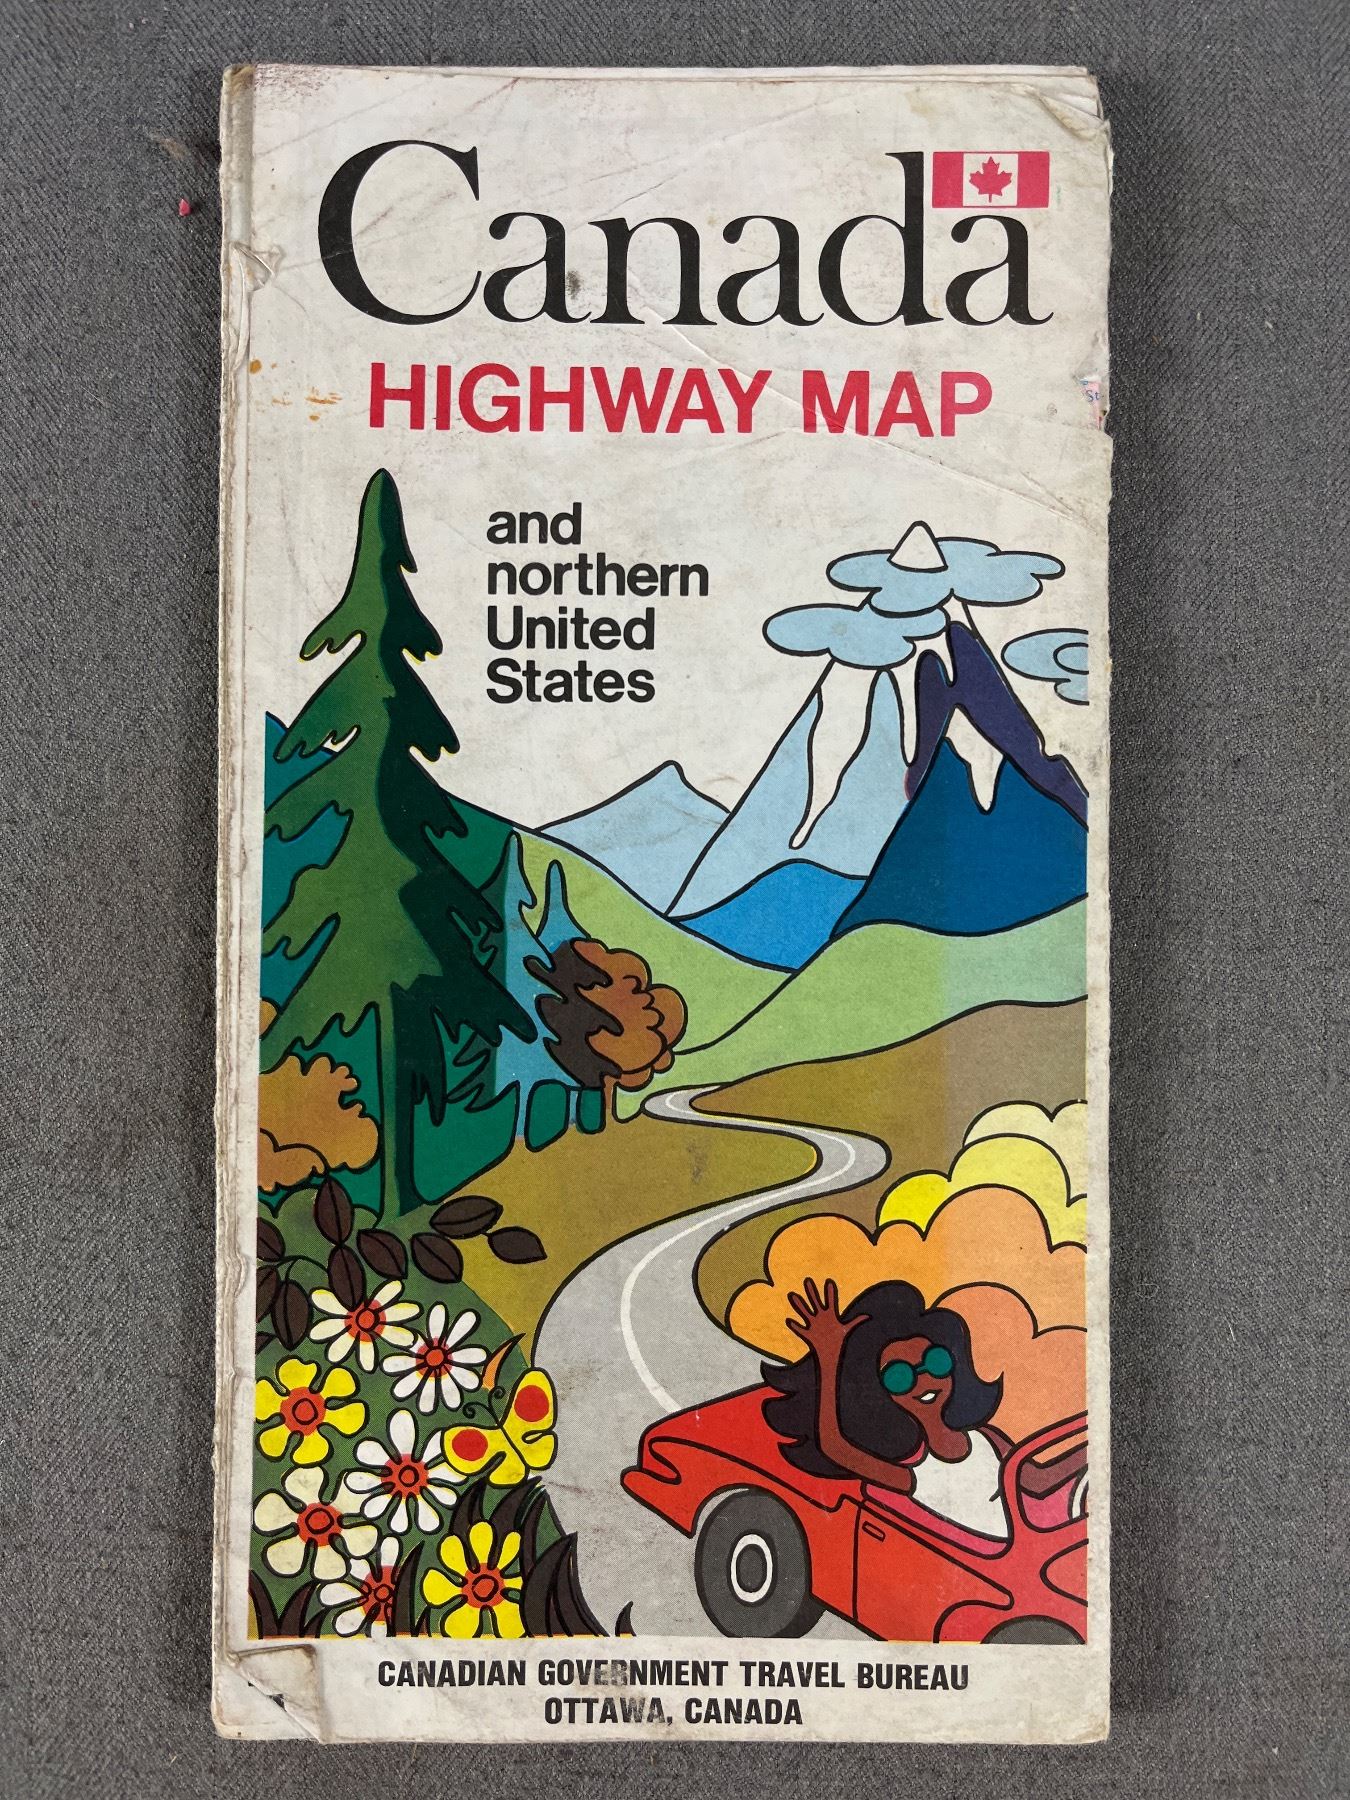 Canada
HIGHWAY MAP
and
northern
United
States
CANADIAN GOVERNMENT TRAVEL BUREAU
OTTAWA, CANADA